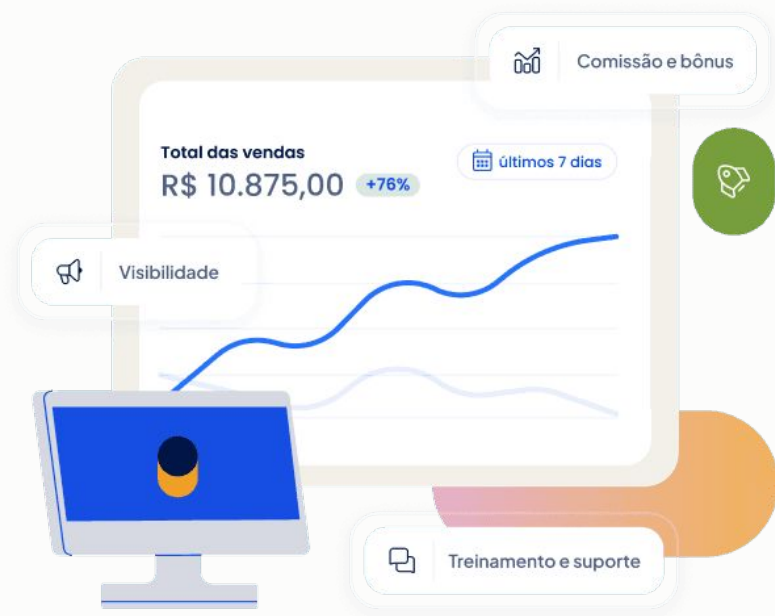 Comissão e bônus
Total das vendas
R$ 10.875,00 +76%
últimos 7 dias
Visibilidade
Treinamento e suporte